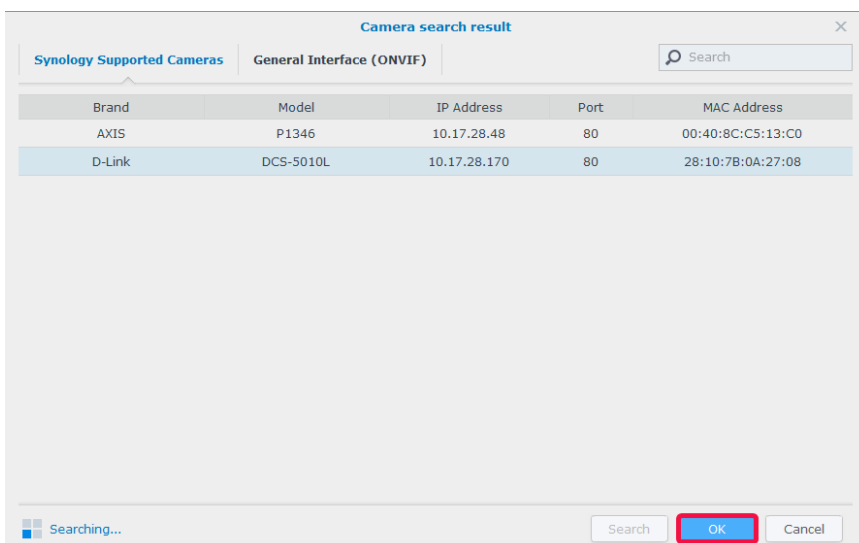 Camera search result
Synology Supported Cameras General Interface (ONVIF) Search
Brand Model IP Address Port MAC Address
AXIS P1346 10.17.28.48 80 00:40:8C:C5:13:C0
D-Link DCS-5010L 10.17.28.170 80 28:10:7B:0A:27:08
Searching... Search OK Cancel